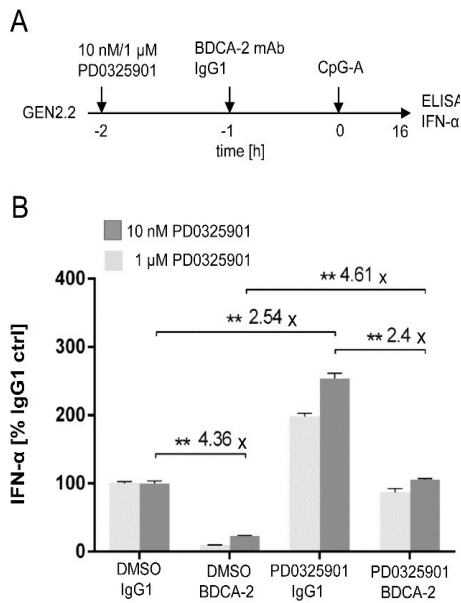 A
10 nM/1 µM
PD0325901
BDCA-2 mAb
IgG1
CpG-A
GEN2.2
ELISA
IFN-α
-2
-1
0
16
time [h]
B
10 nM PD0325901
1 µM PD0325901
IFN-α [% IgG1 ctrl]
400
300
200
100
0
** 4.61 x
** 2.54 x
** 2.4 x
** 4.36 x
DMSO
IgG1
DMSO
BDCA-2
PD0325901
IgG1
PD0325901
BDCA-2